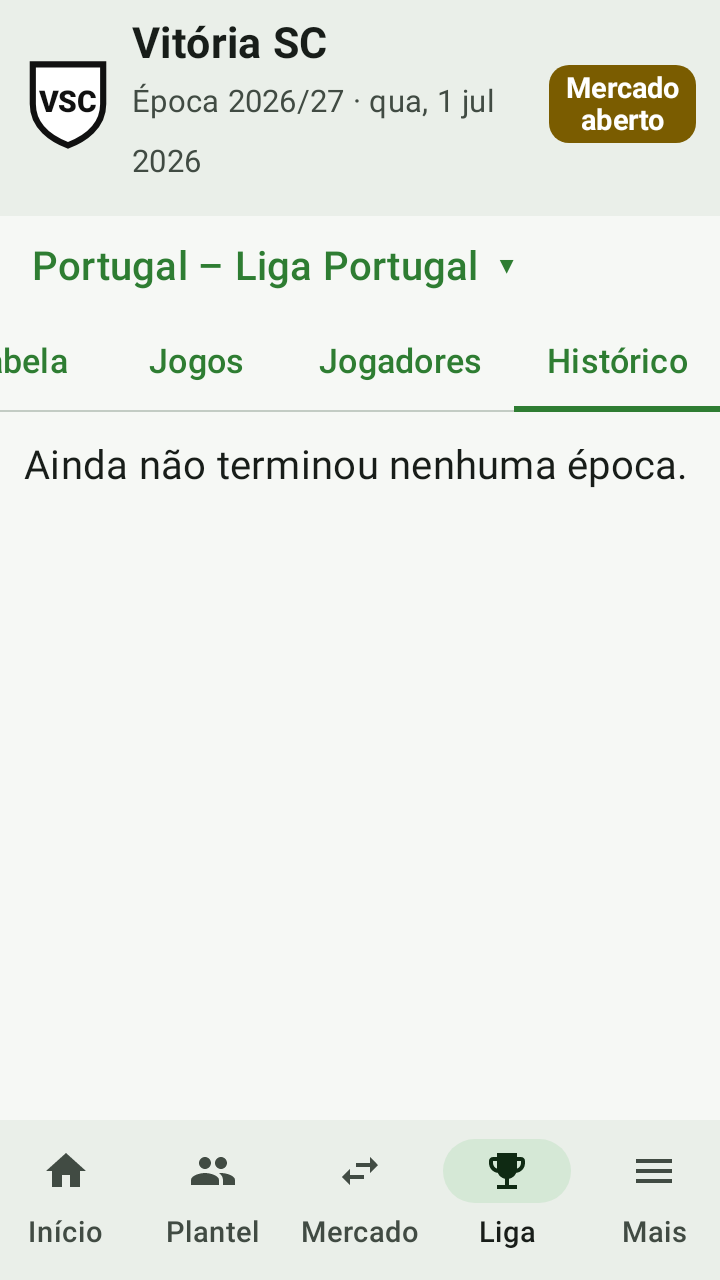 Vitória SC
VSC
Época 2026/27 · qua, 1 jul
2026
Mercado
aberto
Portugal – Liga Portugal ▼
abela
Jogos
Jogadores
Histórico
Ainda não terminou nenhuma época.
Início
Plantel
Mercado
Liga
Mais